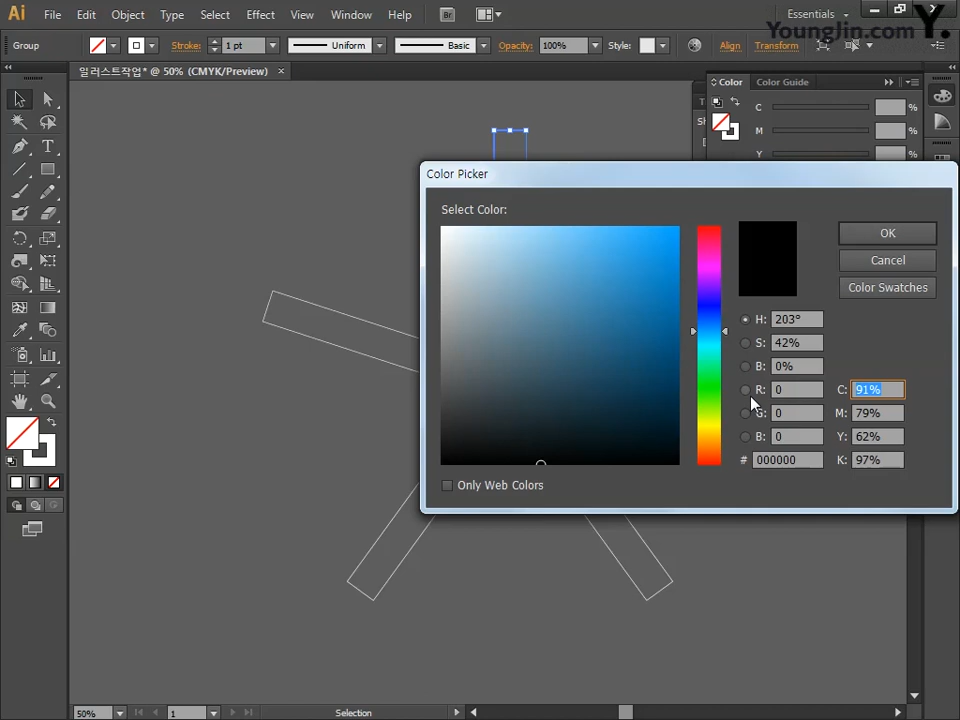 Ai File Edit Object Type Select Effect View Window Help Br Essentials
YoungJin.com Y.
Group Stroke: 1 pt Uniform Basic Opacity: 100% Style: Align Transform
일러스트작업* @ 50% (CMYK/Preview) ×
Color Color Guide
C %
M %
Y %
Color Picker
Select Color:
OK
Cancel
Color Swatches
H: 203°
S: 42%
B: 0%
R: 0 C: 91%
G: 0 M: 79%
B: 0 Y: 62%
# 000000 K: 97%
Only Web Colors
50% 1 Selection